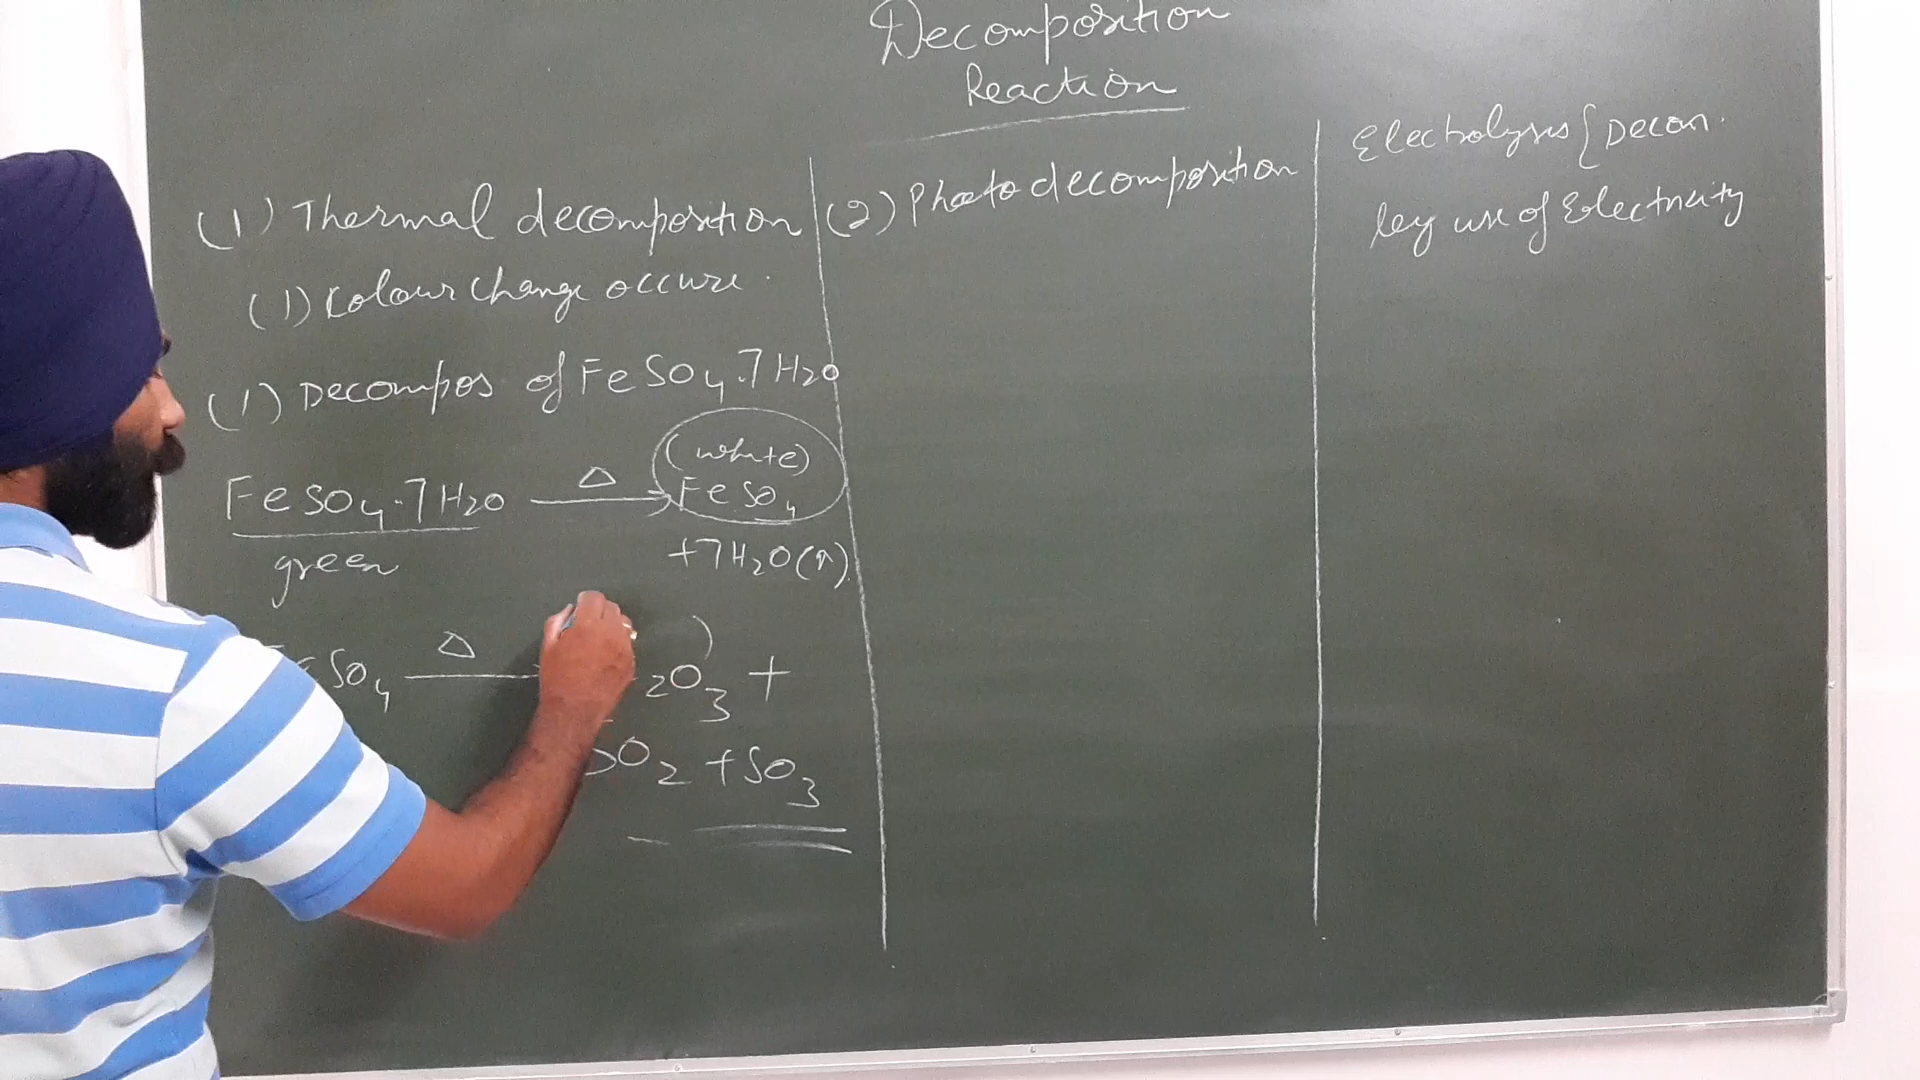 Decomposition
Reaction
(1) Thermal decomposition
(1) Colour change occure.
(1) Decompos of FeSO4.7H2O
(white)
FeSO4.7H2O Δ→ FeSO4
green
+7H2O(↑)
SO4 Δ 2O3 +
SO2 + SO3
(2) Photo decomposition
Electrolysis { Decom.
by use of Electricity